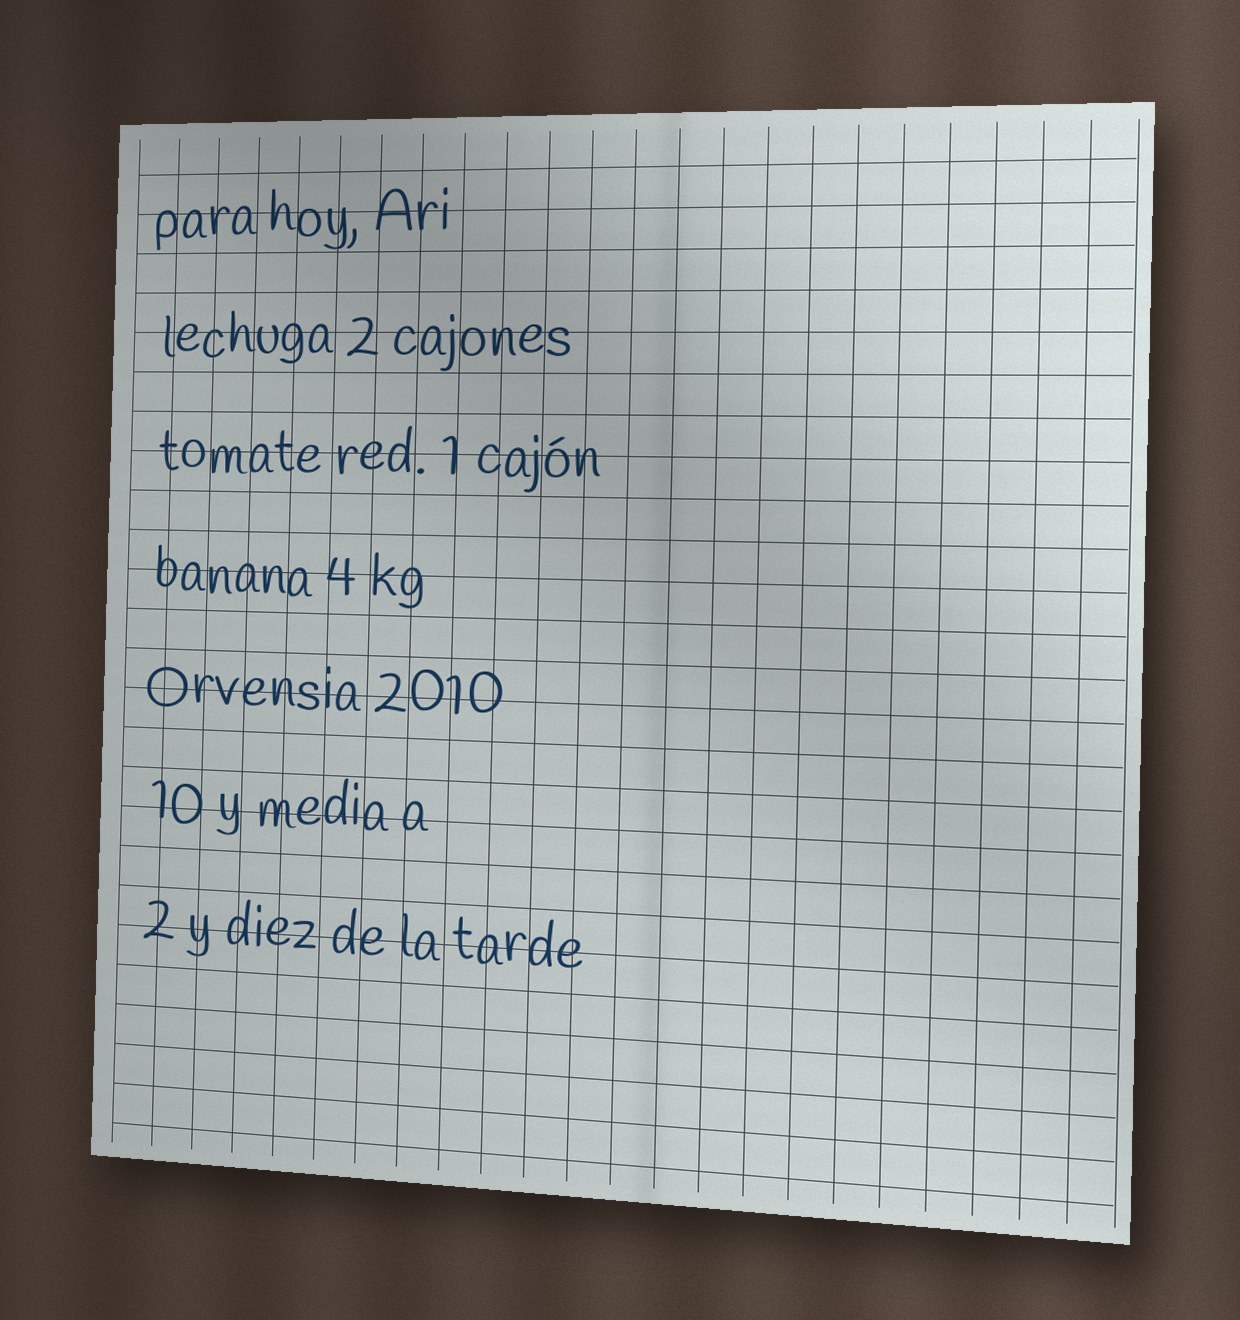 para hoy, Ari
lechuga 2 cajones
tomate red. 1 cajón
banana 4 kg
Orvensia 2010
10 y media a
2 y diez de la tarde